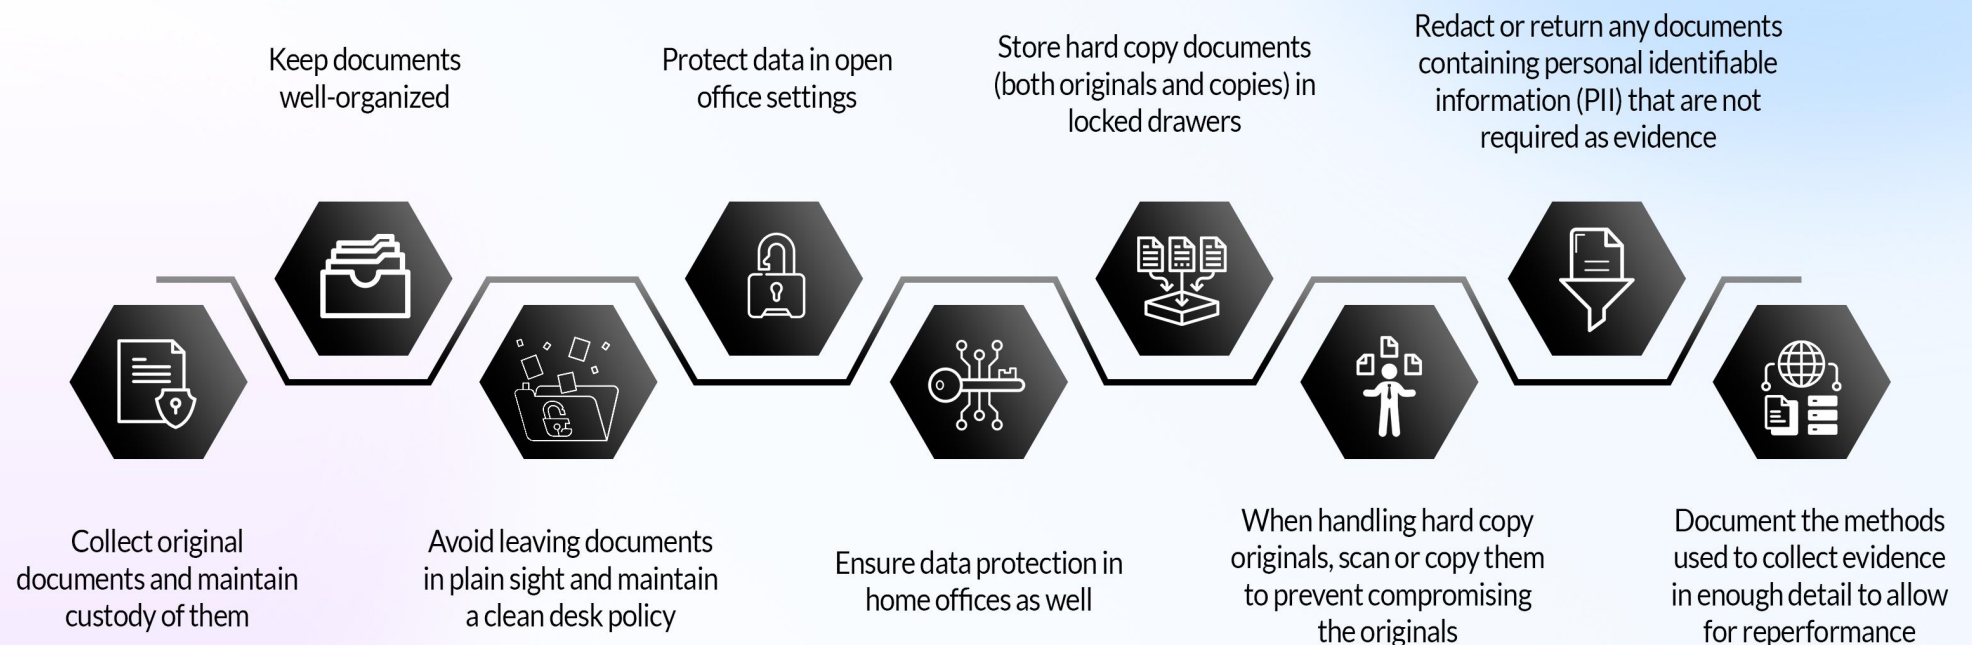 Collect original
documents and maintain
custody of them
Keep documents
well-organized
Avoid leaving documents
in plain sight and maintain
a clean desk policy
Protect data in open
office settings
Ensure data protection in
home offices as well
Store hard copy documents
(both originals and copies) in
locked drawers
When handling hard copy
originals, scan or copy them
to prevent compromising
the originals
Redact or return any documents
containing personal identifiable
information (PII) that are not
required as evidence
Document the methods
used to collect evidence
in enough detail to allow
for reperformance